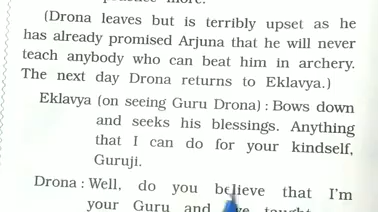 (Drona leaves but is terribly upset as he
has already promised Arjuna that he will never
teach anybody who can beat him in archery.
The next day Drona returns to Eklavya.)
Eklavya (on seeing Guru Drona) : Bows down
and seeks his blessings. Anything
that I can do for your kindself,
Guruji.
Drona : Well, do you believe that I'm
your Guru and